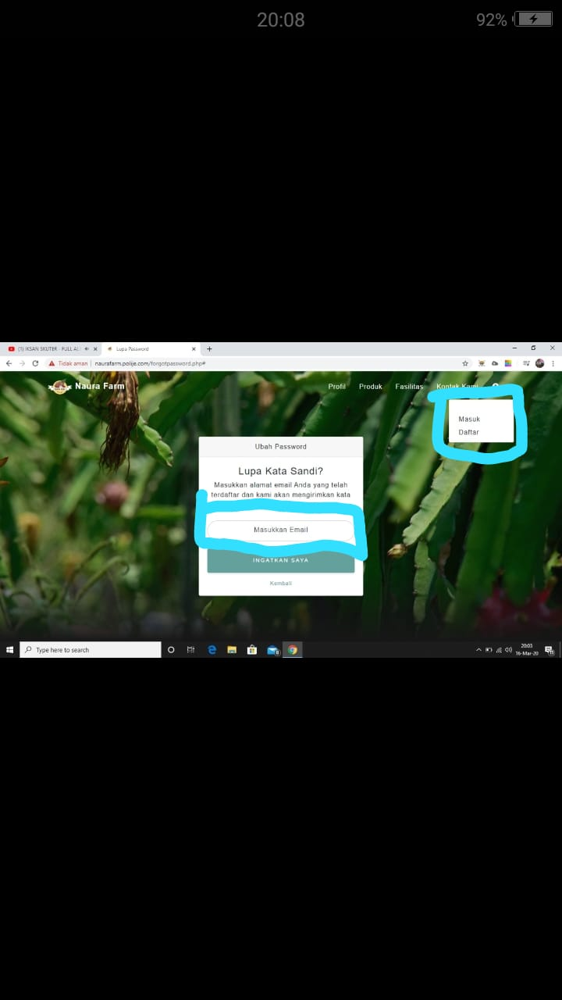 20:08
92%
(1) IKSAN SKUTER - FULL AL
Lupa Password
Tidak aman
naurafarm.polije.com/forgotpassword.php#
Naura Farm
Profil
Produk
Fasilitas
Kontak Kami
Masuk
Daftar
Ubah Password
Lupa Kata Sandi?
Masukkan alamat email Anda yang telah
terdaftar dan kami akan mengirimkan kata
Masukkan Email
INGATKAN SAYA
Kembali
Type here to search
20:03
16-Mar-20